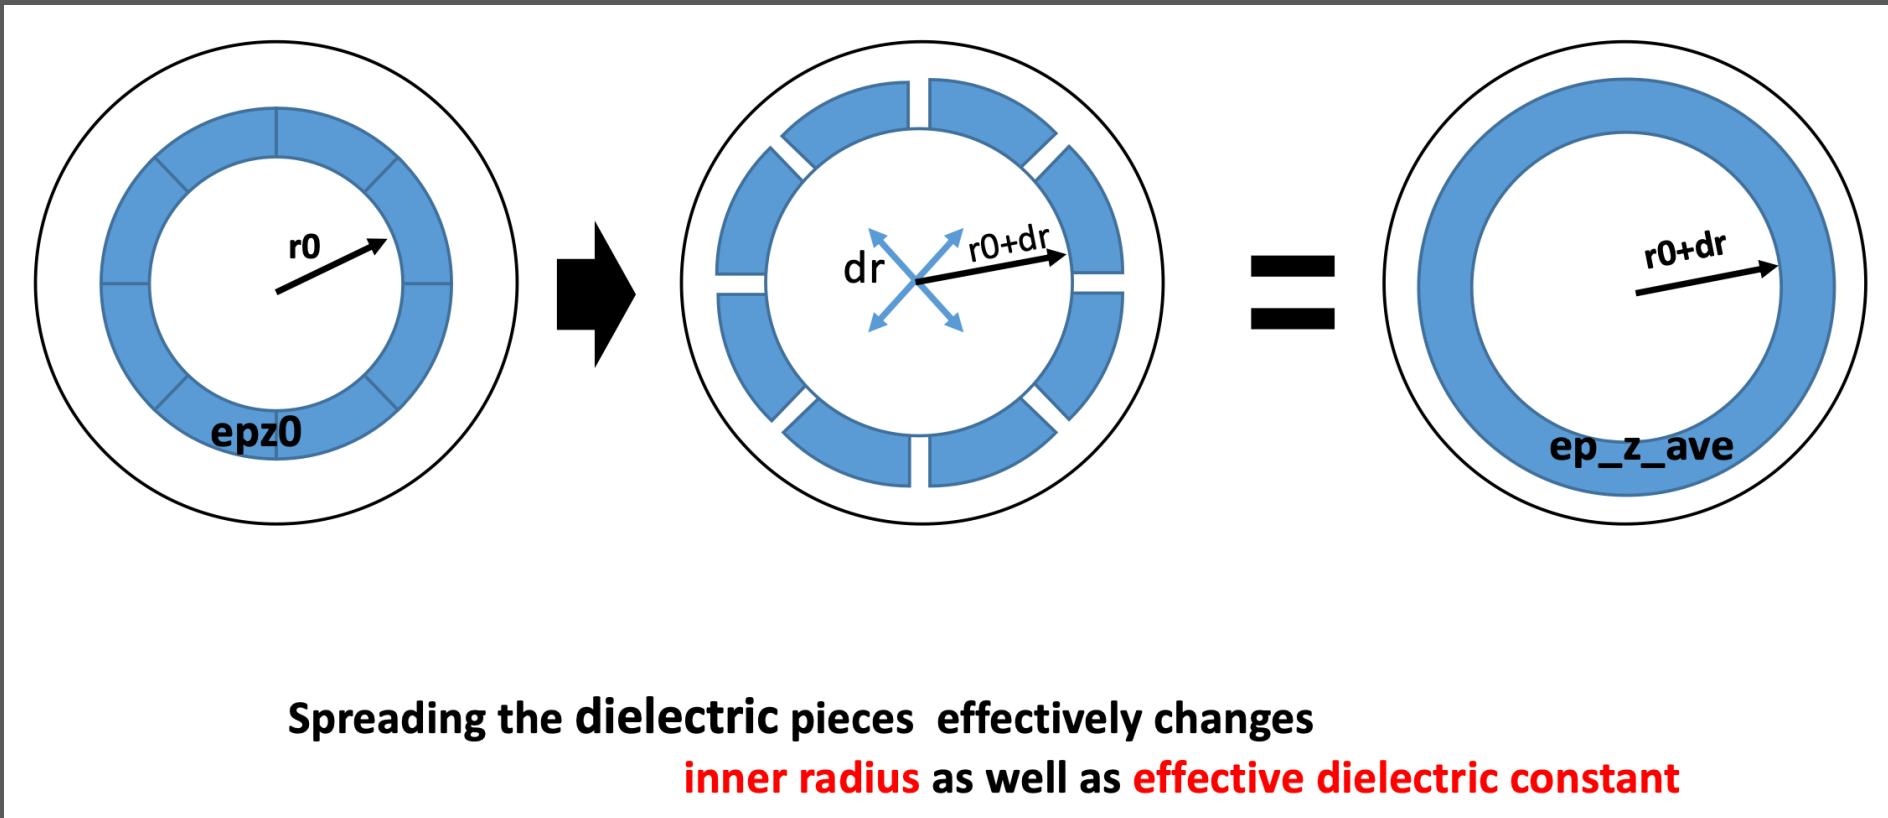 r0
epz0
dr
r0+dr
r0+dr
ep_z_ave
Spreading the dielectric pieces effectively changes
inner radius as well as effective dielectric constant